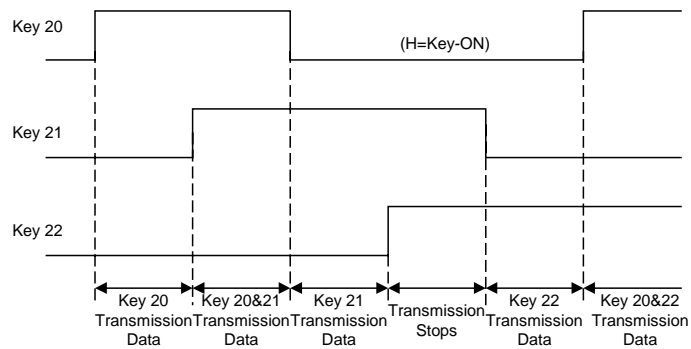 Key 20
(H=Key-ON)
Key 21
Key 22
Key 20
Transmission
Data
Key 20&21
Transmission
Data
Key 21
Transmission
Data
Transmission
Stops
Key 22
Transmission
Data
Key 20&22
Transmission
Data